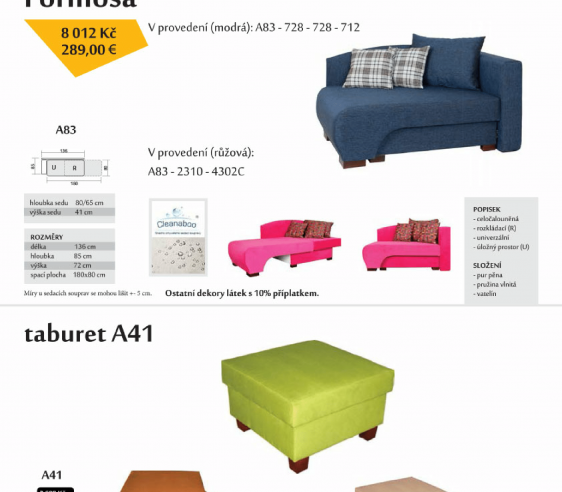 Formosa
8 012 Kč
289,00 €
V provedení (modrá): A83 - 728 - 728 - 712
A83
136
U R
V provedení (růžová):
A83 - 2310 - 4302C
hloubka sedu 80/65 cm
výška sedu 41 cm
Cleanaboo
ROZMĚRY
délka 136 cm
hloubka 85 cm
výška 72 cm
spací plocha 180x80 cm
POPISEK
- celočalouněná
- rozkládací (R)
- univerzální
- úložný prostor (U)
SLOŽENÍ
- pur pěna
- pružina vlnitá
- vatelín
Míry u sedacích souprav se mohou lišit +- 5 cm.
Ostatní dekory látek s 10% příplatkem.
taburet A41
A41